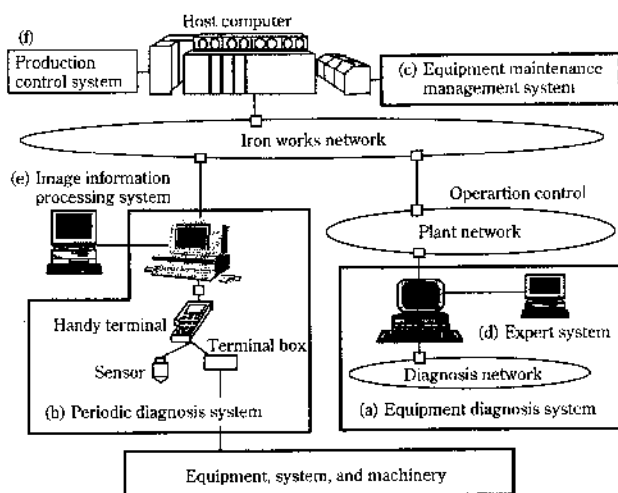 Host computer
(f)
Production
control system
(c) Equipment maintenance
management system
Iron works network
(e) Image information
processing system
Operartion control
Plant network
Handy terminal
Terminal box
Sensor
(d) Expert system
Diagnosis network
(b) Periodic diagnosis system
(a) Equipment diagnosis system
Equipment, system, and machinery